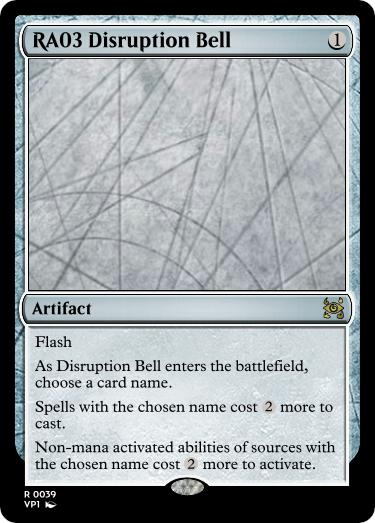 RA03 Disruption Bell 1
Artifact
Flash
As Disruption Bell enters the battlefield,
choose a card name.
Spells with the chosen name cost 2 more to
cast.
Non-mana activated abilities of sources with
the chosen name cost 2 more to activate.
R 0039
VP1